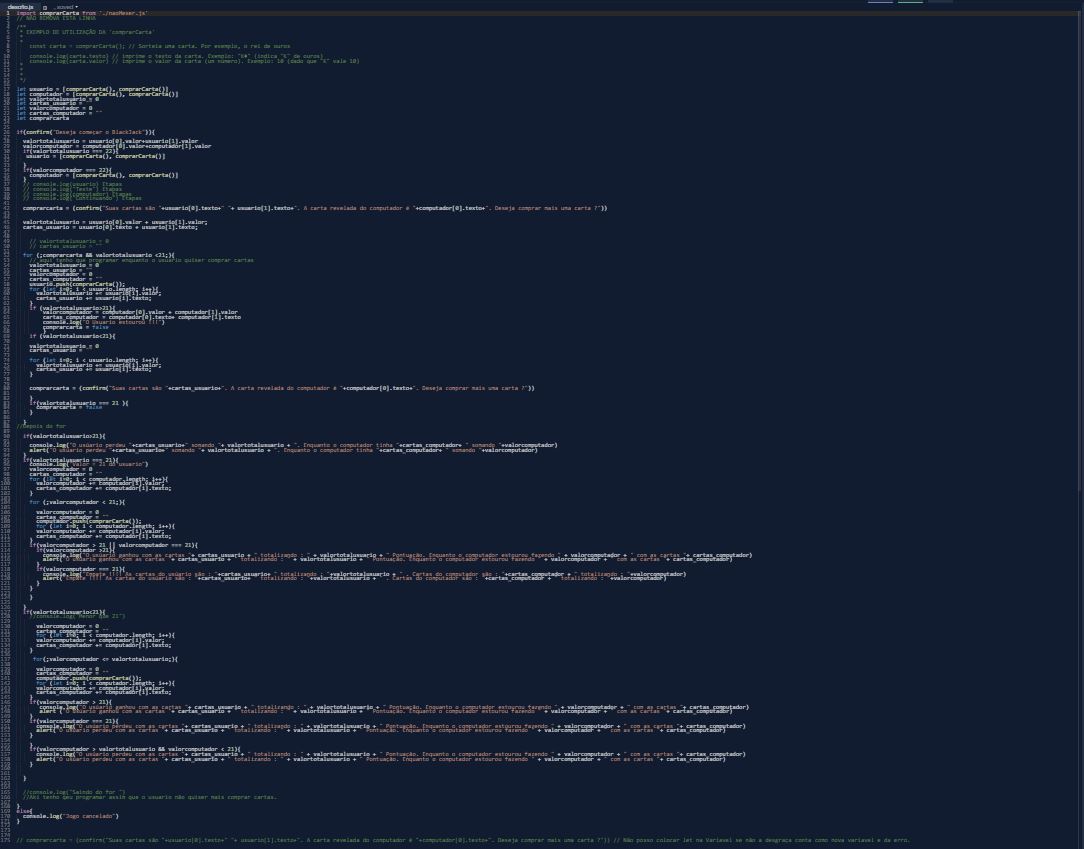 desafio.js
saved
import comprarCarta from "./naoMexer.js"
// NÃO REMOVA ESTA LINHA
/**
* EXEMPLO DE UTILIZAÇÃO DA 'comprarCarta'
*
* const carta = comprarCarta(); // Sorteia uma carta. Por exemplo, o rei de ouros
*
* console.log(carta.texto) // imprime o texto da carta. Exemplo: "K♦" (indica "K" de ouros)
* console.log(carta.valor) // imprime o valor da carta (um número). Exemplo: 10 (dado que "K" vale 10)
*
*
*
*/
let usuario = [comprarCarta(), comprarCarta()]
let computador = [comprarCarta(), comprarCarta()]
let valortotalusuario = 0
let cartas_usuario = ""
let valorcomputador = 0
let cartas_computador = ""
let comprarcarta
if(confirm("Deseja começar o BlackJack")){
valortotalusuario = usuario[0].valor+usuario[1].valor
valorcomputador = computador[0].valor+computador[1].valor
if(valortotalusuario === 22){
usuario = [comprarCarta(), comprarCarta()]
}
if(valorcomputador === 22){
computador = [comprarCarta(), comprarCarta()]
}
// console.log(usuario) Etapas
// console.log("Teste") Etapas
// console.log(computador) Etapas
// console.log("Continuando") Etapas
comprarcarta = (confirm("Suas cartas são "+usuario[0].texto+" "+ usuario[1].texto+". A carta revelada do computador é "+computador[0].texto+". Deseja comprar mais uma carta ?"))
valortotalusuario = usuario[0].valor + usuario[1].valor;
cartas_usuario = usuario[0].texto + usuario[1].texto;
// valortotalusuario = 0
// cartas_usuario = ""
for (;comprarcarta && valortotalusuario <21;){
// aqui tenho que programar enquanto o usuario quiser comprar cartas
valortotalusuario = 0
cartas_usuario = ""
valorcomputador = 0
cartas_computador = ""
usuario.push(comprarCarta());
for (let i=0; i < usuario.length; i++){
valortotalusuario += usuario[i].valor;
cartas_usuario += usuario[i].texto;
}
if (valortotalusuario>21){
valorcomputador = computador[0].valor + computador[1].valor
cartas_computador = computador[0].texto+ computador[1].texto
console.log("O Usuario estourou !!!")
comprarcarta = false
}
if (valortotalusuario<21){
valortotalusuario = 0
cartas_usuario = ""
for (let i=0; i < usuario.length; i++){
valortotalusuario += usuario[i].valor;
cartas_usuario += usuario[i].texto;
}
comprarcarta = (confirm("Suas cartas são "+cartas_usuario+". A carta revelada do computador é "+computador[0].texto+". Deseja comprar mais uma carta ?"))
}
if(valortotalusuario === 21 ){
comprarcarta = false
}
}
//Depois do for
if(valortotalusuario>21){
console.log("O usúario perdeu "+cartas_usuario+" somando "+ valortotalusuario + ". Enquanto o computador tinha "+cartas_computador+ " somando "+valorcomputador)
alert("O usúario perdeu "+cartas_usuario+" somando "+ valortotalusuario + ". Enquanto o computador tinha "+cartas_computador+ " somando "+valorcomputador)
}
if(valortotalusuario === 21){
console.log("Valor = 21 do usuario")
valorcomputador = 0
cartas_computador = ""
for (let i=0; i < computador.length; i++){
valorcomputador += computador[i].valor;
cartas_computador += computador[i].texto;
}
for (;valorcomputador < 21;){
valorcomputador = 0
cartas_computador = ""
computador.push(comprarCarta());
for (let i=0; i < computador.length; i++){
valorcomputador += computador[i].valor;
cartas_computador += computador[i].texto;
}
if(valorcomputador > 21 || valorcomputador === 21){
if(valorcomputador >21){
console.log("O usuario ganhou com as cartas "+ cartas_usuario + " totalizando : " + valortotalusuario + " Pontuação. Enquanto o computador estourou fazendo " + valorcomputador + " com as cartas "+ cartas_computador)
alert("O usuario ganhou com as cartas "+ cartas_usuario + " totalizando : " + valortotalusuario + " Pontuação. Enquanto o computador estourou fazendo " + valorcomputador + " com as cartas "+ cartas_computador)
}
if(valorcomputador === 21){
console.log("Empate !!!! As cartas do usuario são : "+cartas_usuario+ " totalizando : "+valortotalusuario+ " . Cartas do computador são : "+cartas_computador + " totalizando : "+valorcomputador)
alert("Empate !!!! As cartas do usuario são : "+cartas_usuario+ " totalizando : "+valortotalusuario+ " . Cartas do computador são : "+cartas_computador + " totalizando : "+valorcomputador)
}
}
}
}
if(valortotalusuario<21){
//console.log("Menor que 21")
valorcomputador = 0
cartas_computador = ""
for (let i=0; i < computador.length; i++){
valorcomputador += computador[i].valor;
cartas_computador += computador[i].texto;
}
for(;valorcomputador <= valortotalusuario;){
valorcomputador = 0
cartas_computador = ""
computador.push(comprarCarta());
for (let i=0; i < computador.length; i++){
valorcomputador += computador[i].valor;
cartas_computador += computador[i].texto;
}
if(valorcomputador > 21){
console.log("O usuario ganhou com as cartas "+ cartas_usuario + " totalizando : "+ valortotalusuario + " Pontuação. Enquanto o computador estourou fazendo " + valorcomputador + " com as cartas "+ cartas_computador)
alert ("O usuario ganhou com as cartas "+ cartas_usuario + " totalizando : "+ valortotalusuario + " Pontuação. Enquanto o computador estourou fazendo " + valorcomputador + " com as cartas "+ cartas_computador)
}
if(valorcomputador === 21){
console.log("O usúario perdeu com as cartas "+ cartas_usuario + " totalizando : " + valortotalusuario + " Pontuação. Enquanto o computador estourou fazendo " + valorcomputador + " com as cartas "+ cartas_computador)
alert("O usúario perdeu com as cartas "+ cartas_usuario + " totalizando : " + valortotalusuario + " Pontuação. Enquanto o computador estourou fazendo " + valorcomputador + " com as cartas "+ cartas_computador)
}
if(valorcomputador > valortotalusuario && valorcomputador < 21){
console.log("O usúario perdeu com as cartas "+ cartas_usuario + " totalizando : " + valortotalusuario + " Pontuação. Enquanto o computador estourou fazendo " + valorcomputador + " com as cartas "+ cartas_computador)
alert("O usúario perdeu com as cartas "+ cartas_usuario + " totalizando : " + valortotalusuario + " Pontuação. Enquanto o computador estourou fazendo " + valorcomputador + " com as cartas "+ cartas_computador)
}
}
//console.log("Saindo do for ")
//Aki tenho qeu programar assim que o usuario não quiser mais comprar cartas.
}
else{
console.log("Jogo cancelado")
}
// comprarcarta = (confirm("Suas cartas são "+usuario[0].texto+" "+ usuario[1].texto+". A carta revelada do computador é "+computador[0].texto+". Deseja comprar mais uma carta ?")) // Não posso colocar let na Variavel se não a desgraça conta como nova variavel e da erro.